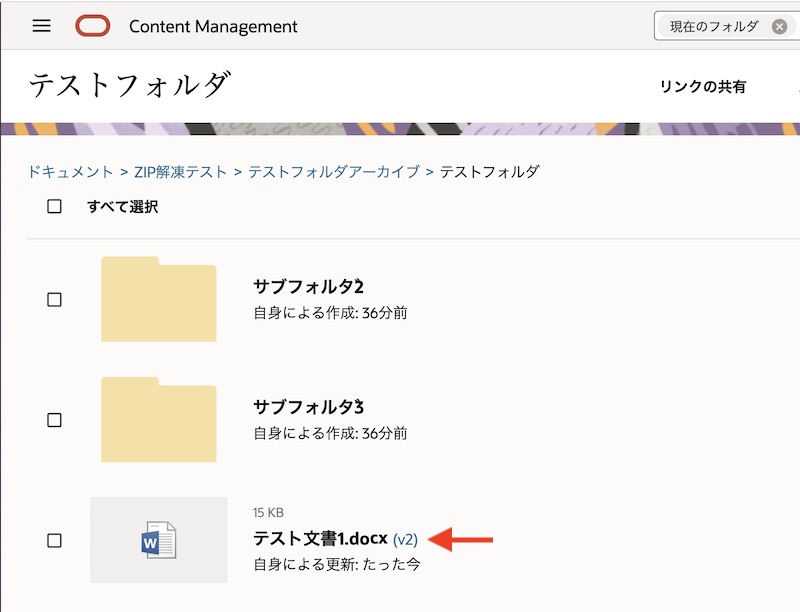 Content Management
現在のフォルダ
テストフォルダ
リンクの共有
ドキュメント > ZIP解凍テスト > テストフォルダアーカイブ > テストフォルダ
すべて選択
サブフォルダ2
自身による作成: 36分前
サブフォルダ3
自身による作成: 36分前
15 KB
W
テスト文書1.docx (v2)
自身による更新: たった今